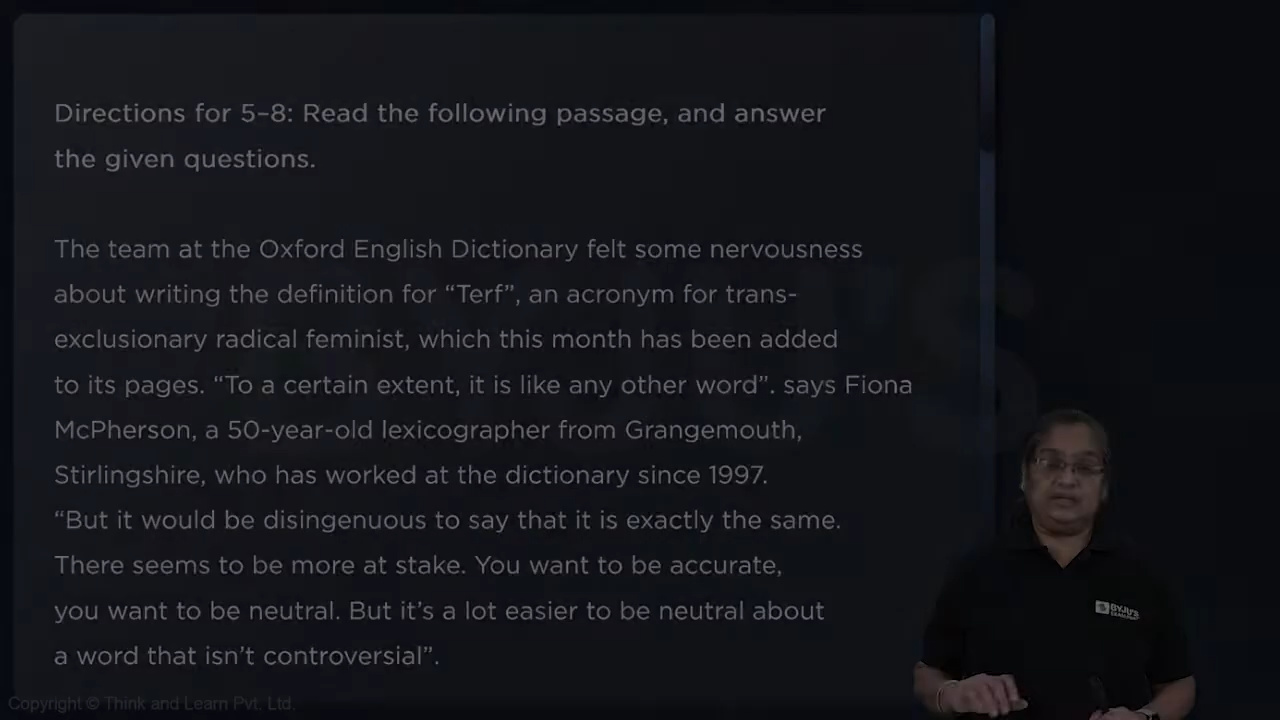 Directions for 5–8: Read the following passage, and answer
the given questions.
The team at the Oxford English Dictionary felt some nervousness
about writing the definition for “Terf”, an acronym for trans-
exclusionary radical feminist, which this month has been added
to its pages. “To a certain extent, it is like any other word”. says Fiona
McPherson, a 50-year-old lexicographer from Grangemouth,
Stirlingshire, who has worked at the dictionary since 1997.
“But it would be disingenuous to say that it is exactly the same.
There seems to be more at stake. You want to be accurate,
you want to be neutral. But it’s a lot easier to be neutral about
a word that isn’t controversial”.
Copyright © Think and Learn Pvt. Ltd.
BYJU'S